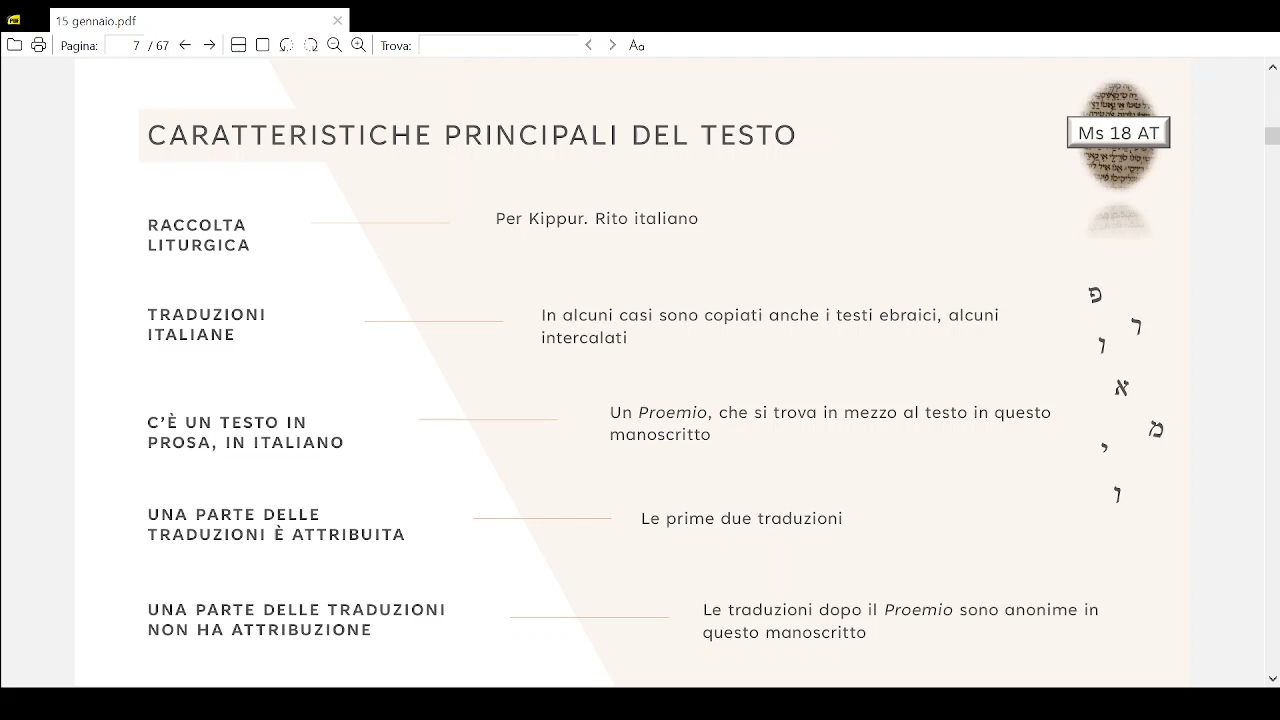 15 gennaio.pdf
Pagina: 7 / 67 Trova: Aa
CARATTERISTICHE PRINCIPALI DEL TESTO
Ms 18 AT
RACCOLTA
LITURGICA
Per Kippur. Rito italiano
TRADUZIONI
ITALIANE
In alcuni casi sono copiati anche i testi ebraici, alcuni
intercalati
C'È UN TESTO IN
PROSA, IN ITALIANO
Un Proemio, che si trova in mezzo al testo in questo
manoscritto
UNA PARTE DELLE
TRADUZIONI È ATTRIBUITA
Le prime due traduzioni
UNA PARTE DELLE TRADUZIONI
NON HA ATTRIBUZIONE
Le traduzioni dopo il Proemio sono anonime in
questo manoscritto
פ
ר
ו
א
מ
י
ו